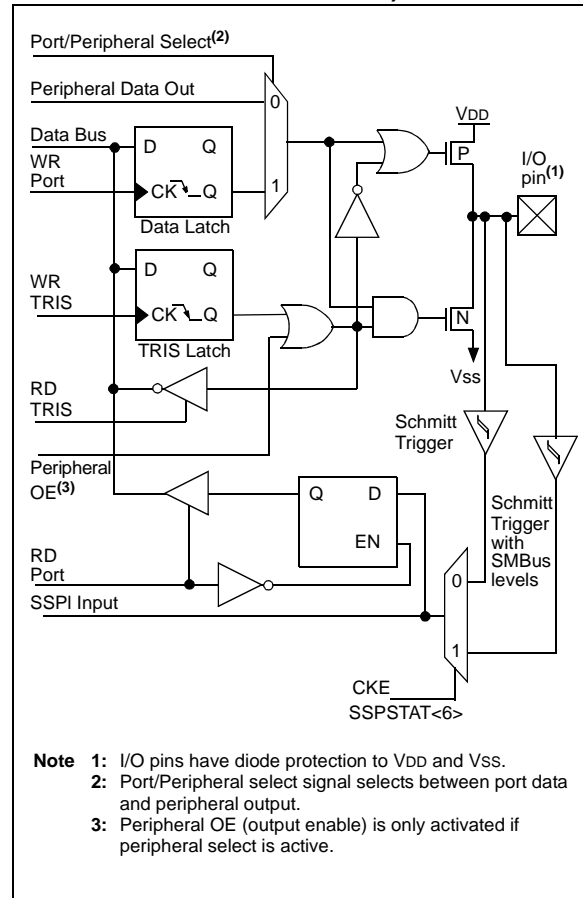 Port/Peripheral Select(2)
Peripheral Data Out
0
VDD
Data Bus
D Q
WR
Port
CK Q
1
P
I/O
pin(1)
Data Latch
D Q
WR
TRIS
CK Q
N
TRIS Latch
Vss
RD
TRIS
Schmitt
Trigger
Peripheral
OE(3)
Q D
EN
Schmitt
Trigger
with
SMBus
levels
RD
Port
0
SSPI Input
1
CKE
SSPSTAT<6>
Note 1: I/O pins have diode protection to VDD and VSS.
2: Port/Peripheral select signal selects between port data
and peripheral output.
3: Peripheral OE (output enable) is only activated if
peripheral select is active.